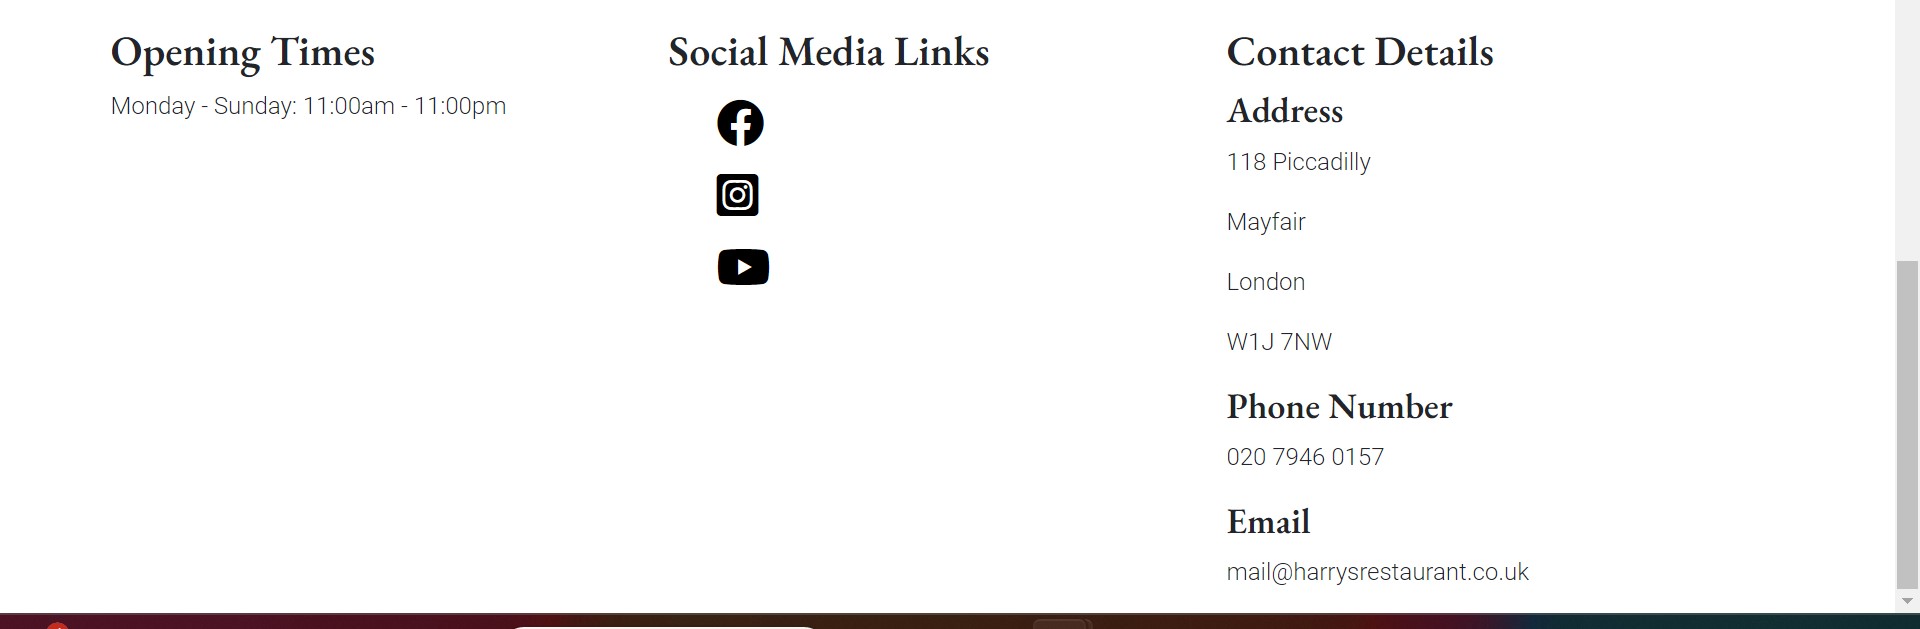 Opening Times
Monday - Sunday: 11:00am - 11:00pm
Social Media Links
Contact Details
Address
118 Piccadilly
Mayfair
London
W1J 7NW
Phone Number
020 7946 0157
Email
mail@harrysrestaurant.co.uk